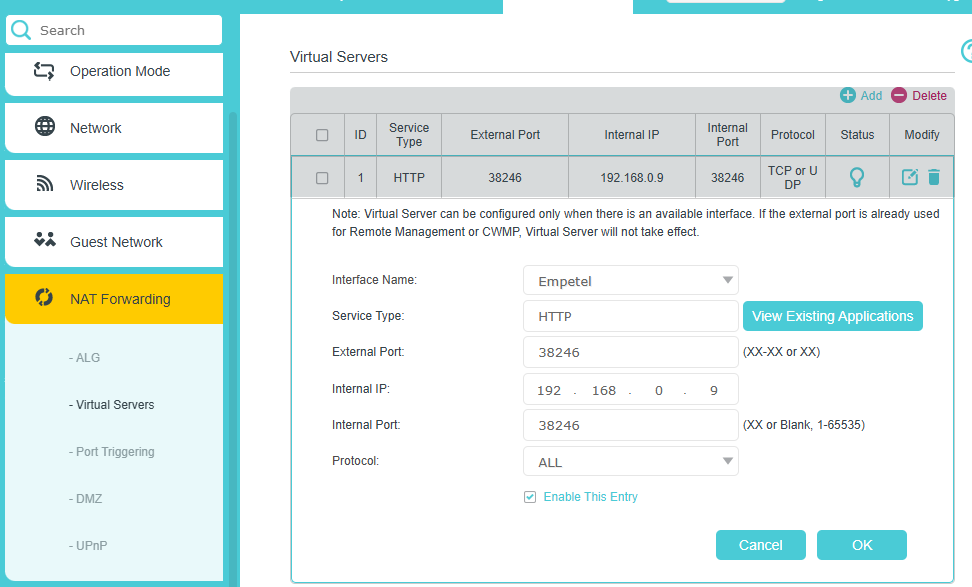 Search
Operation Mode
Network
Wireless
Guest Network
NAT Forwarding
- ALG
- Virtual Servers
- Port Triggering
- DMZ
- UPnP
Virtual Servers
Add Delete
ID Service Type External Port Internal IP Internal Port Protocol Status Modify
1 HTTP 38246 192.168.0.9 38246 TCP or U DP
Note: Virtual Server can be configured only when there is an available interface. If the external port is already used
for Remote Management or CWMP, Virtual Server will not take effect.
Interface Name: Empetel
Service Type: HTTP View Existing Applications
External Port: 38246 (XX-XX or XX)
Internal IP: 192 . 168 . 0 . 9
Internal Port: 38246 (XX or Blank, 1-65535)
Protocol: ALL
Enable This Entry
Cancel OK